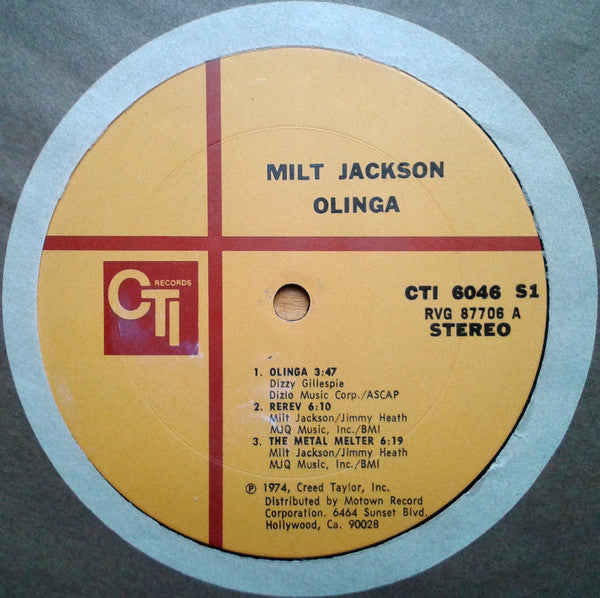 MILT JACKSON
OLINGA
CTI
RECORDS
CTI 6046 S1
RVG 87706 A
STEREO
1. OLINGA 3:47
Dizzy Gillespie
Dizlo Music Corp./ASCAP
2. REREV 6:10
Milt Jackson/Jimmy Heath
MJQ Music, Inc./BMI
3. THE METAL MELTER 6:19
Milt Jackson/Jimmy Heath
MJQ Music, Inc./BMI
℗ 1974, Creed Taylor, Inc.
Distributed by Motown Record
Corporation. 6464 Sunset Blvd.
Hollywood, Ca. 90028